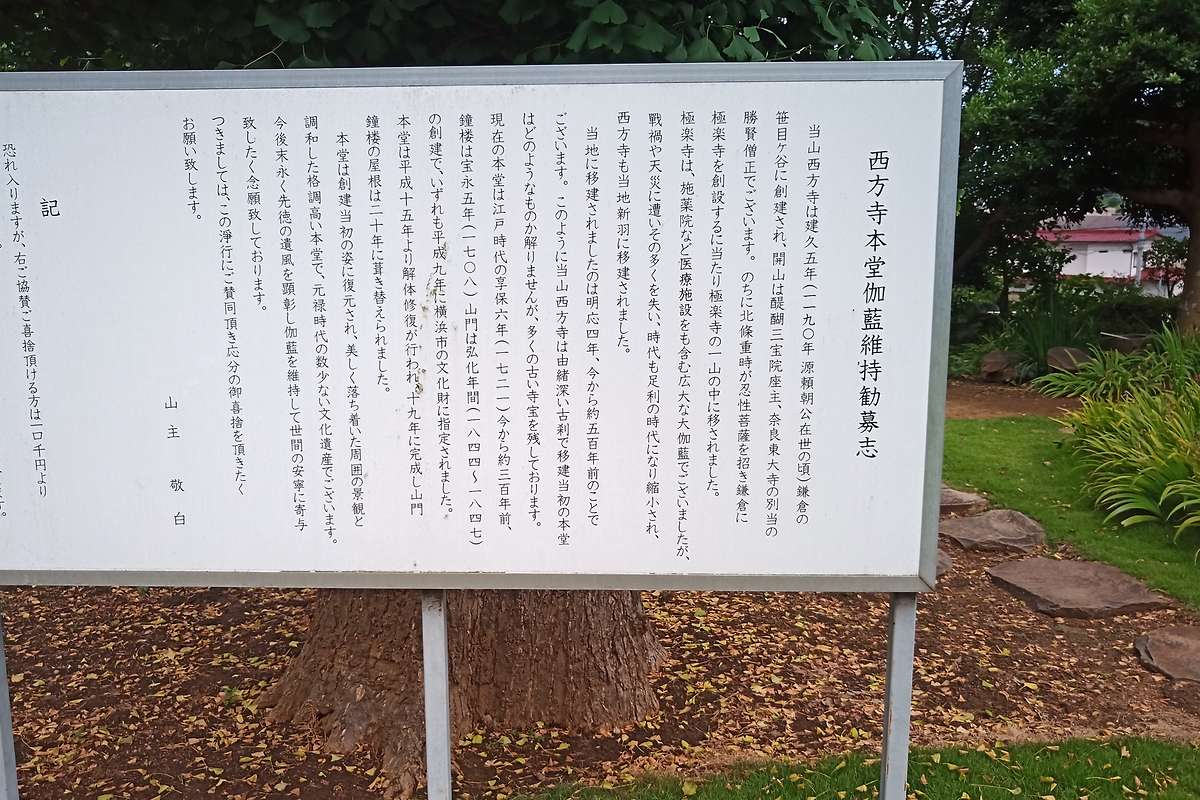 西方寺本堂伽藍維持勧募志
当山西方寺は建久五年(一一九〇年 源頼朝公在世の頃)鎌倉の
笹目ヶ谷に創建され、開山は醍醐三宝院座主、奈良東大寺の別当の
勝賢僧正でございます。のちに北條重時が忍性菩薩を招き鎌倉に
極楽寺を創設するに当たり極楽寺の一山の中に移されました。
極楽寺は、施薬院など医療施設をも含む広大な大伽藍でございましたが、
戦禍や天災に遭いその多くを失い、時代も足利の時代になり縮小され、
西方寺も当地新羽に移建されました。
当地に移建されましたのは明応四年、今から約五百年前のことで
ございます。このように当山西方寺は由緒深い古刹で移建当初の本堂
はどのようなものか解りませんが、多くの古い寺宝を残しております。
現在の本堂は江戸時代の享保六年(一七二一)今から約三百年前、
鐘楼は宝永五年(一七〇八)山門は弘化年間(一八四四～一八四七)
の創建で、いずれも平成九年に横浜市の文化財に指定されました。
本堂は平成十五年より解体修復が行われ、十九年に完成し山門
鐘楼の屋根は二十年に葺き替えられました。
本堂は創建当初の姿に復元され、美しく落ち着いた周囲の景観と
調和した格調高い本堂で、元禄時代の数少ない文化遺産でございます。
今後末永く先徳の遺風を顕彰し伽藍を維持して世間の安寧に寄与
致したく念願致しております。
つきましては、この浄行にご賛同頂き応分の御喜捨を頂きたく
お願い致します。
山主 敬白
記
恐れ入りますが、右ご協賛ご喜捨頂ける方は一口千円より